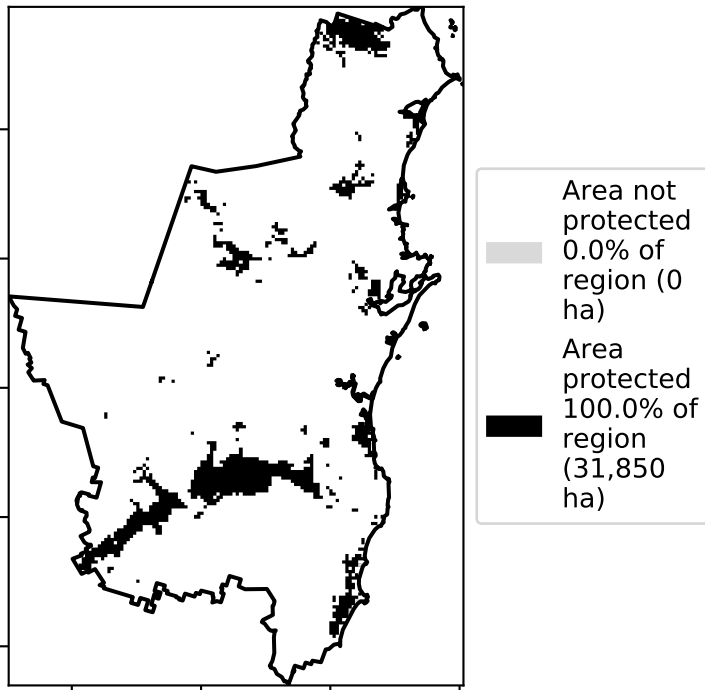 Area not
protected
0.0% of
region (0
ha)
Area
protected
100.0% of
region
(31,850
ha)